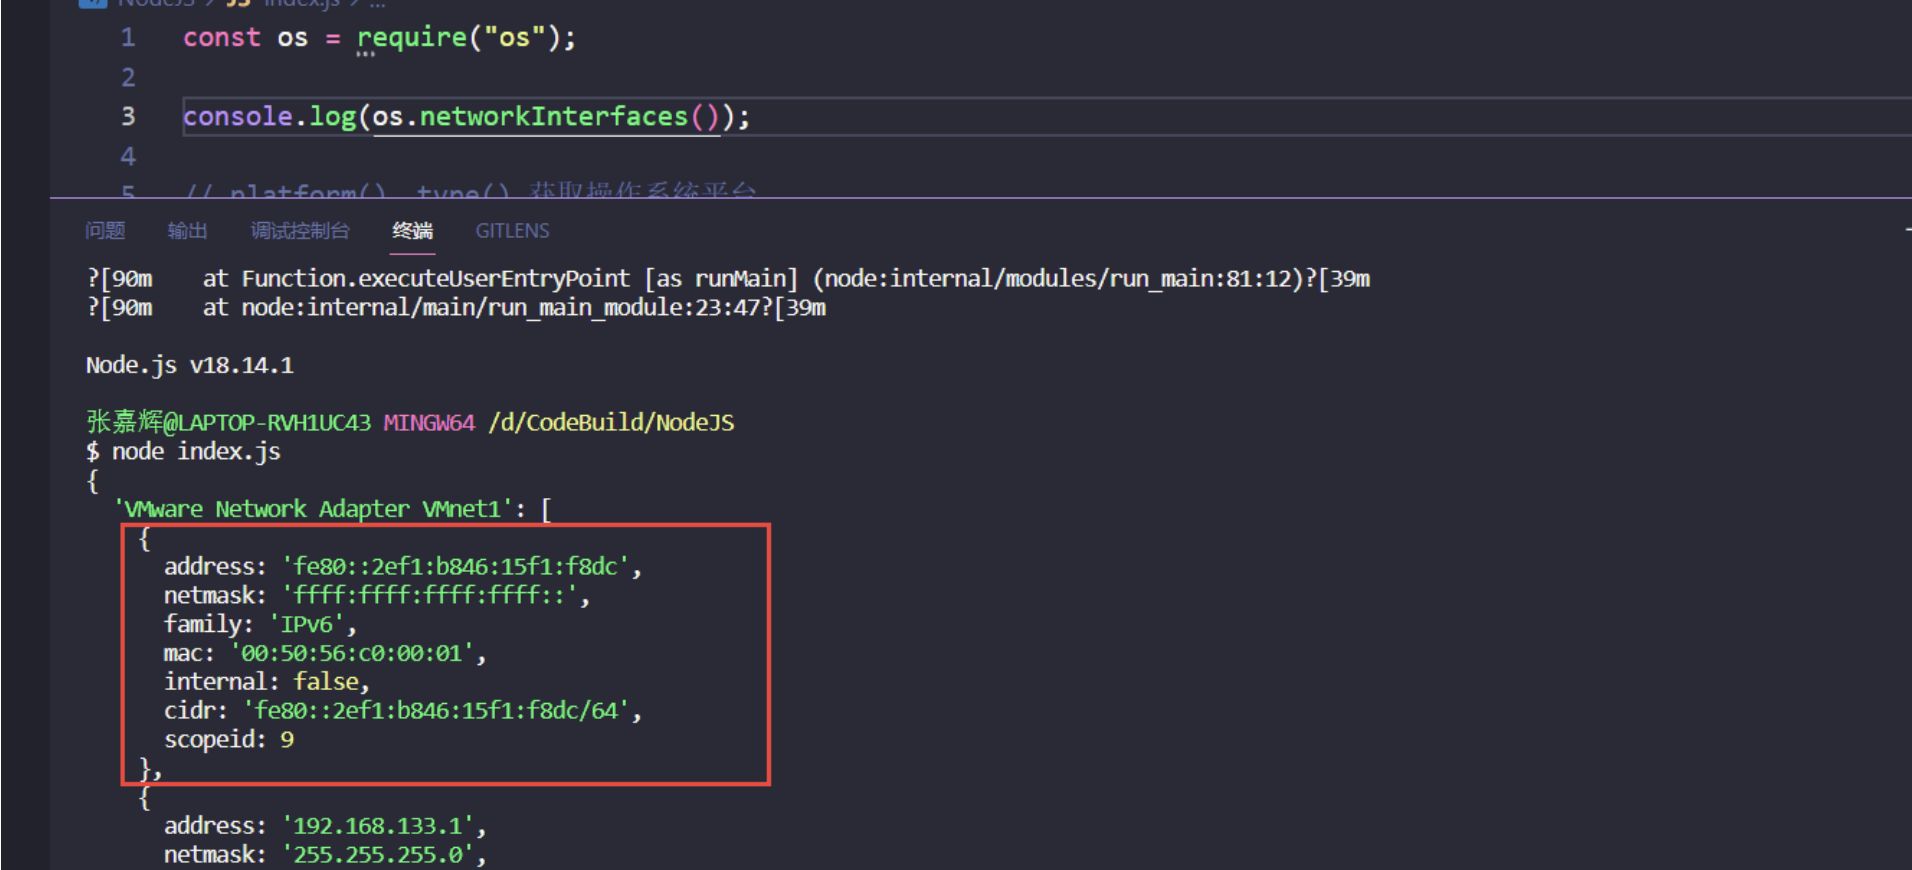 NodeJS > JS index.js > ...
1 const os = require("os");
2
3 console.log(os.networkInterfaces());
4
5 // platform() type() 获取操作系统平台
问题 输出 调试控制台 终端 GITLENS
?[90m    at Function.executeUserEntryPoint [as runMain] (node:internal/modules/run_main:81:12)?[39m
?[90m    at node:internal/main/run_main_module:23:47?[39m
Node.js v18.14.1
张嘉辉@LAPTOP-RVH1UC43 MINGW64 /d/CodeBuild/NodeJS
$ node index.js
{
'VMware Network Adapter VMnet1': [
{
address: 'fe80::2ef1:b846:15f1:f8dc',
netmask: 'ffff:ffff:ffff:ffff::',
family: 'IPv6',
mac: '00:50:56:c0:00:01',
internal: false,
cidr: 'fe80::2ef1:b846:15f1:f8dc/64',
scopeid: 9
},
{
address: '192.168.133.1',
netmask: '255.255.255.0',